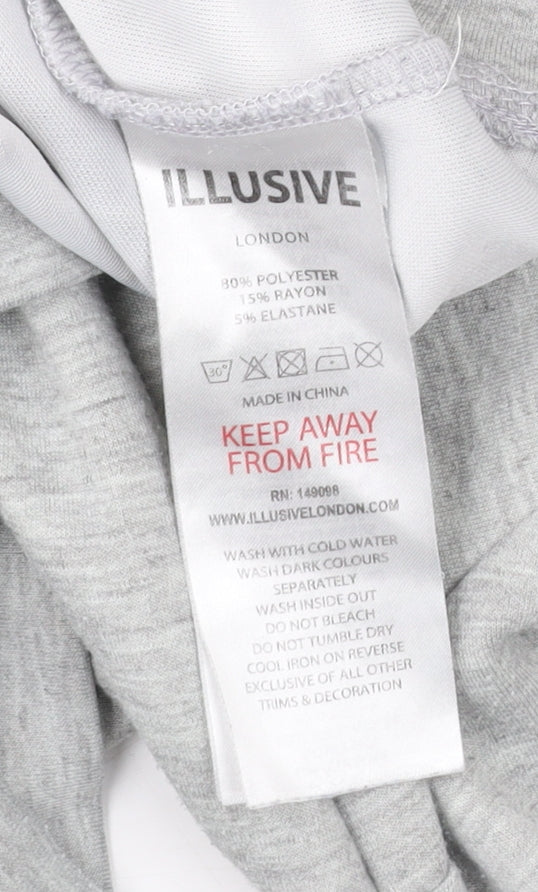 ILLUSIVE
LONDON
80% POLYESTER
15% RAYON
5% ELASTANE
30°
MADE IN CHINA
KEEP AWAY
FROM FIRE
RN: 149098
WWW.ILLUSIVELONDON.COM
WASH WITH COLD WATER
WASH DARK COLOURS
SEPARATELY
WASH INSIDE OUT
DO NOT BLEACH
DO NOT TUMBLE DRY
COOL IRON ON REVERSE
EXCLUSIVE OF ALL OTHER
TRIMS & DECORATION